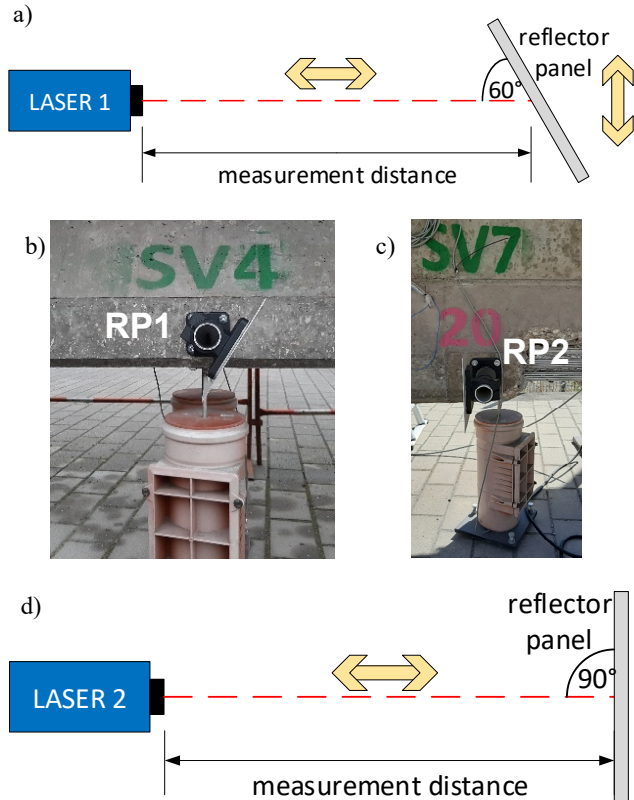 a)
reflector
panel
LASER 1
60°
measurement distance
b)
SV4
RP1
c)
SV7
20
RP2
d)
reflector
panel
LASER 2
90°
measurement distance